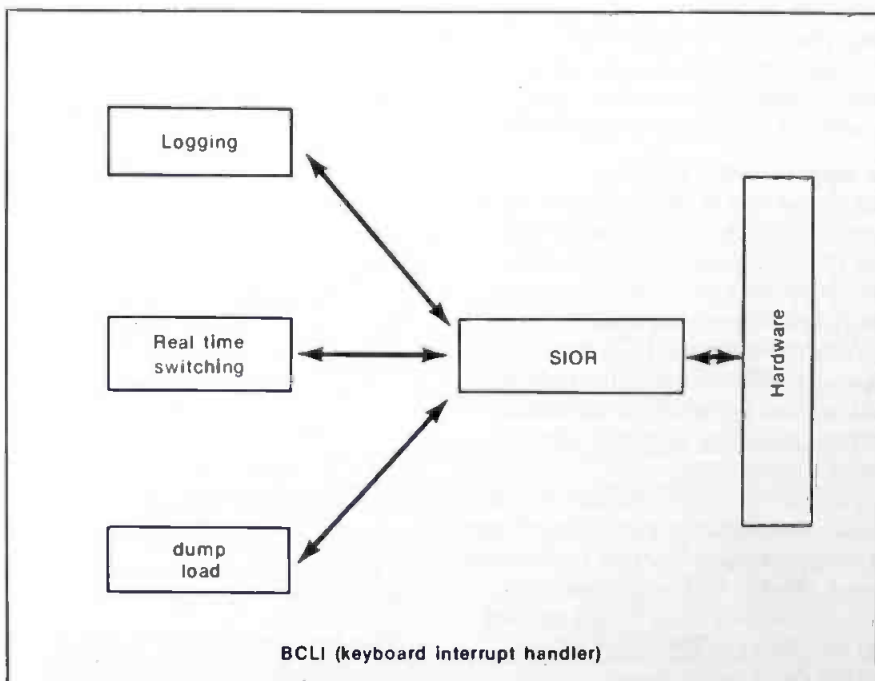 Logging
Real time
switching
SIOR
Hardware
dump
load
BCLI (keyboard interrupt handler)